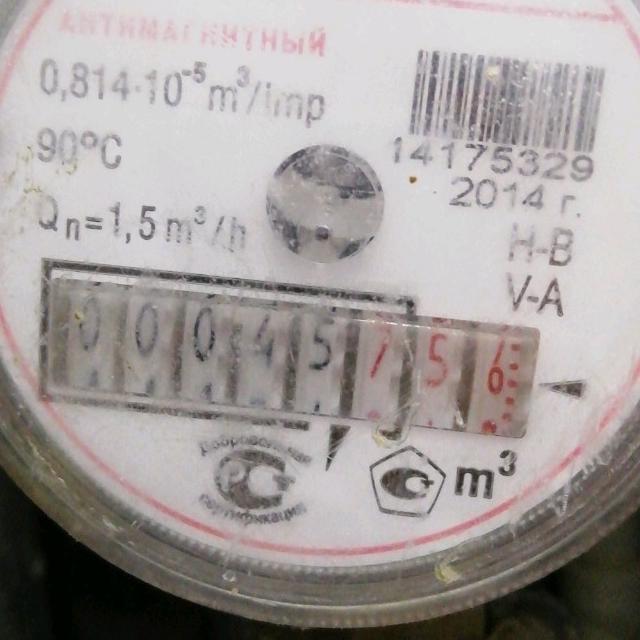 АНТИМАГНИТНЫЙ
0,814·10⁻⁵ m³/imp
90°C
Qn=1,5 m³/h
14175329
2014 г.
H-B
V-A
00045756
m³